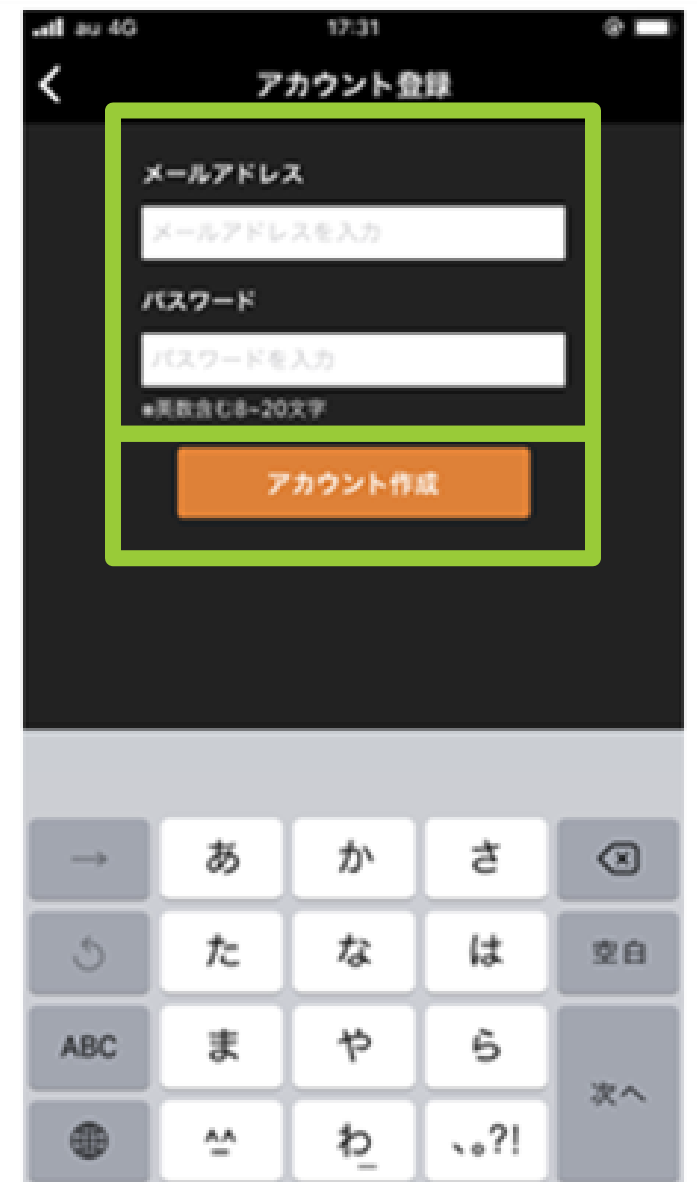 au 4G 17:31
アカウント登録
メールアドレス
メールアドレスを入力
パスワード
パスワードを入力
※英数含む8~20文字
アカウント作成
→ あ か さ
た な は 空白
ABC ま や ら
次へ
^^ わ_ 、。?!